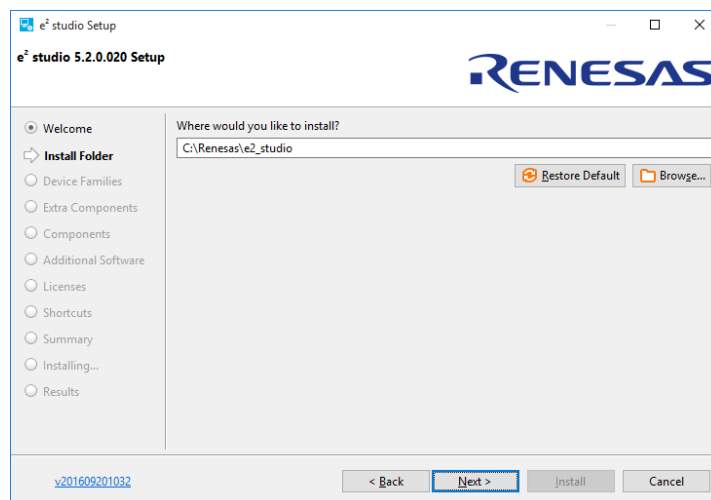 e² studio Setup
e² studio 5.2.0.020 Setup
RENESAS
Welcome
Install Folder
Device Families
Extra Components
Components
Additional Software
Licenses
Shortcuts
Summary
Installing...
Results
Where would you like to install?
C:\Renesas\e2_studio
Restore Default
Browse...
v201609201032
< Back
Next >
Install
Cancel